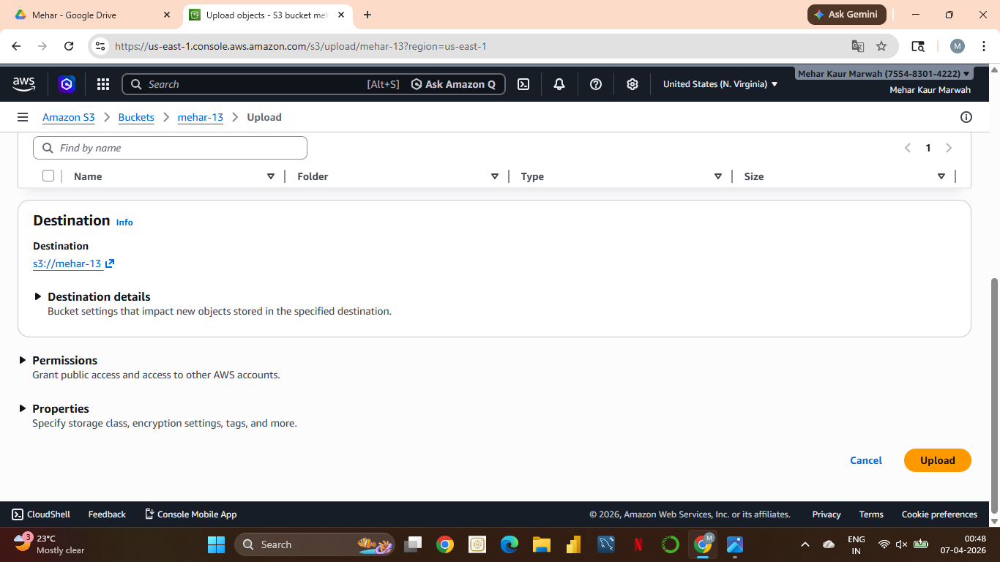 Mehar - Google Drive
Upload objects - S3 bucket meh
Ask Gemini
https://us-east-1.console.aws.amazon.com/s3/upload/mehar-13?region=us-east-1
M
aws
Search [Alt+S] Ask Amazon Q
United States (N. Virginia)
Mehar Kaur Marwah (7554-8301-4222)
Mehar Kaur Marwah
Amazon S3 Buckets mehar-13 Upload
Find by name
1
Name Folder Type Size
Destination Info
Destination
s3://mehar-13
Destination details
Bucket settings that impact new objects stored in the specified destination.
Permissions
Grant public access and access to other AWS accounts.
Properties
Specify storage class, encryption settings, tags, and more.
Cancel Upload
CloudShell Feedback Console Mobile App © 2026, Amazon Web Services, Inc. or its affiliates. Privacy Terms Cookie preferences
3
23°C
Mostly clear
Search
N
M
ENG
IN
00:48
07-04-2026